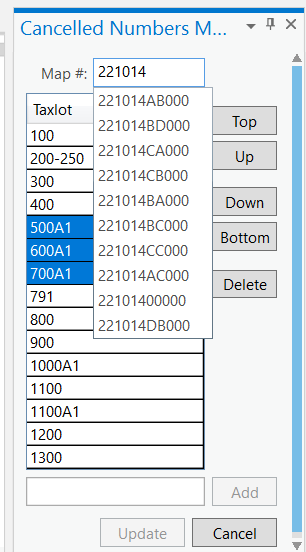 Cancelled Numbers M...
Map #: 221014
Taxlot
221014AB000
Top
100
221014BD000
200-250
221014CA000
Up
300
221014CB000
400
221014BA000
Down
500A1
221014BC000
Bottom
600A1
221014CC000
700A1
221014AC000
Delete
791
22101400000
800
221014DB000
900
1000A1
1100
1100A1
1200
1300
Add
Update
Cancel